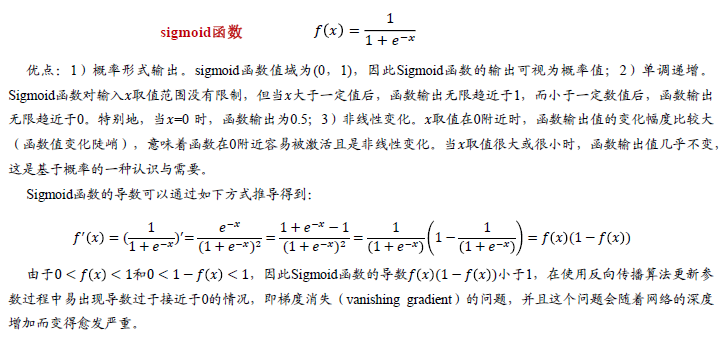 sigmoid函数 f(x) = 1 / (1 + e^{-x})
优点：1）概率形式输出。sigmoid函数值域为(0，1)，因此Sigmoid函数的输出可视为概率值；2）单调递增。
Sigmoid函数对输入x取值范围没有限制，但当x大于一定值后，函数输出无限趋近于1，而小于一定数值后，函数输出
无限趋近于0。特别地，当x=0 时，函数输出为0.5；3）非线性变化。x取值在0附近时，函数输出值的变化幅度比较大
（函数值变化陡峭），意味着函数在0附近容易被激活且是非线性变化。当x取值很大或很小时，函数输出值几乎不变，
这是基于概率的一种认识与需要。
Sigmoid函数的导数可以通过如下方式推导得到：
f′(x) = (1 / (1 + e^{-x}))′ = e^{-x} / (1 + e^{-x})^2 = (1 + e^{-x} − 1) / (1 + e^{-x})^2 = 1 / (1 + e^{-x}) (1 − 1 / (1 + e^{-x})) = f(x)(1 − f(x))
由于0 < f(x) < 1和0 < 1 − f(x) < 1，因此Sigmoid函数的导数f(x)(1 − f(x))小于1，在使用反向传播算法更新参
数过程中易出现导数过于接近于0的情况，即梯度消失（vanishing gradient）的问题，并且这个问题会随着网络的深度
增加而变得愈发严重。